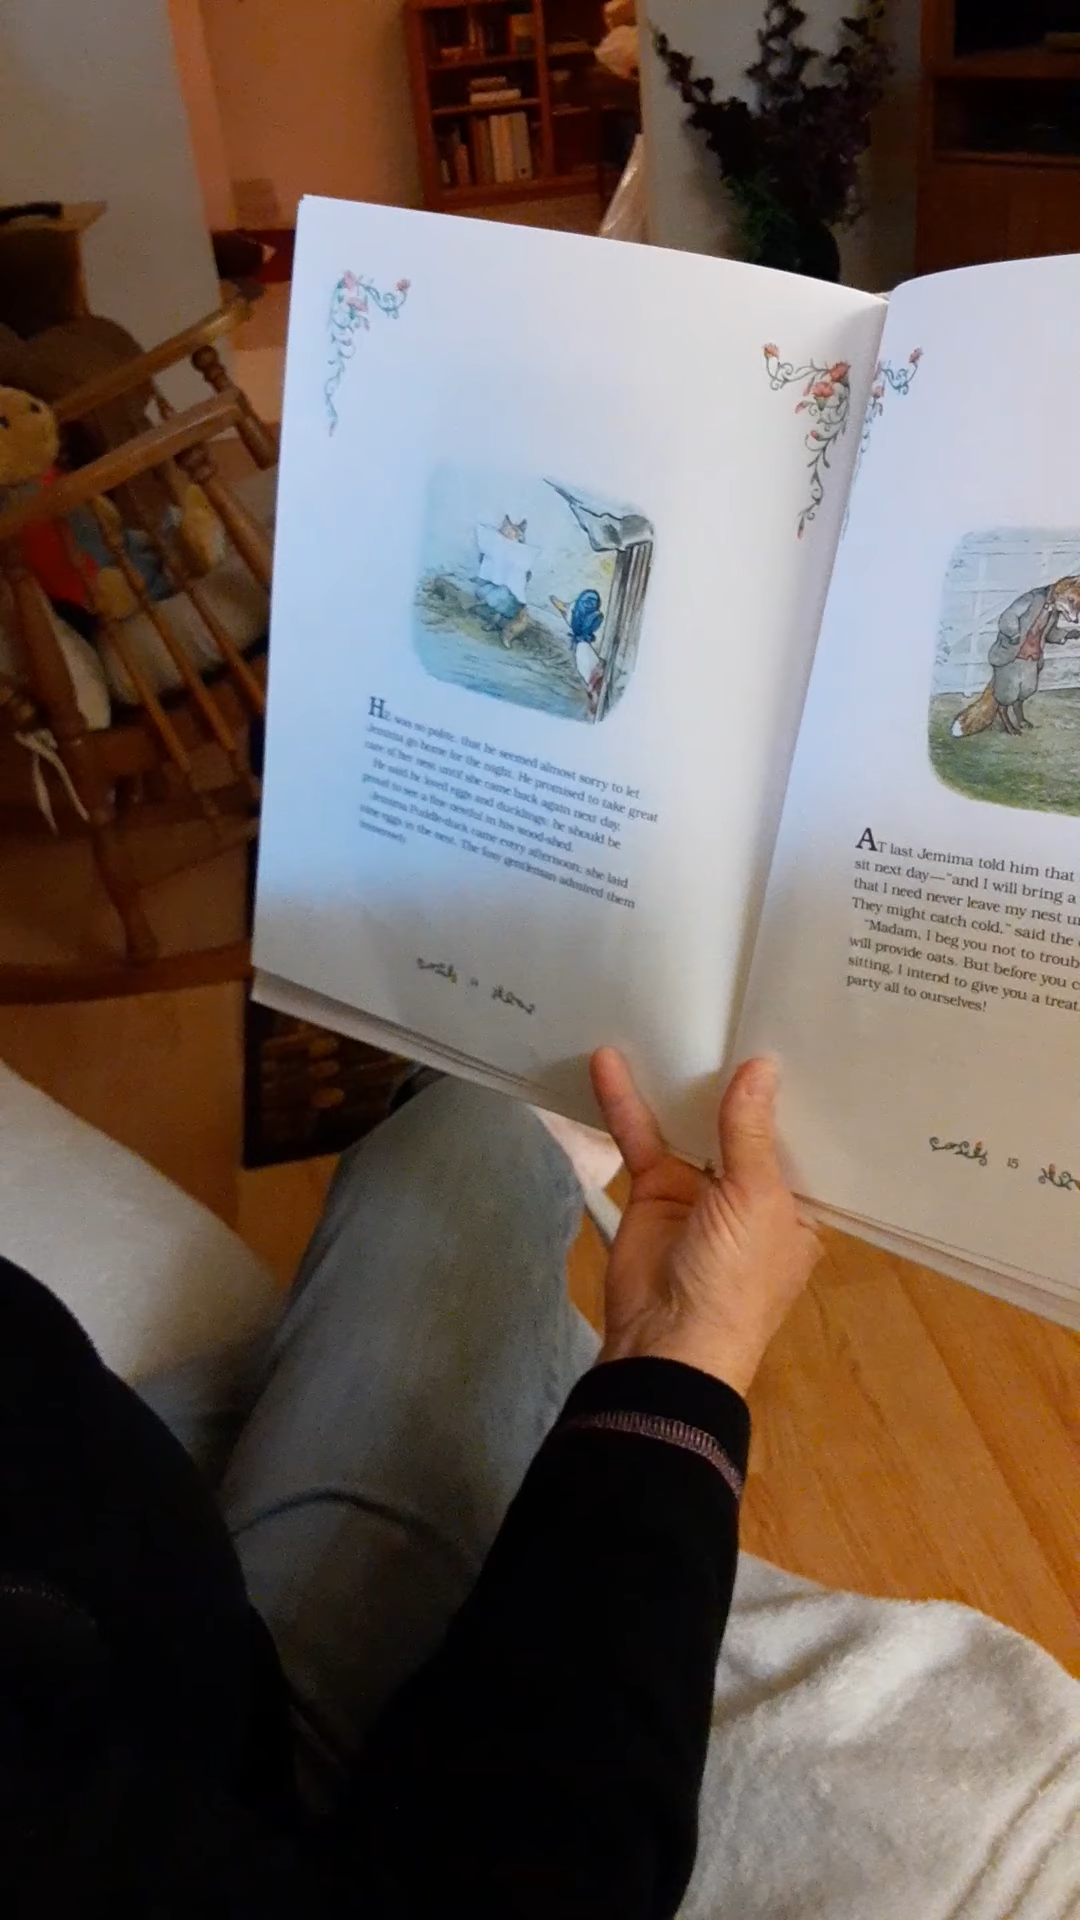 HE was so polite, that he seemed almost sorry to let
Jemima go home for the night. He promised to take great
care of her nest until she came back again next day.
He said he loved eggs and ducklings; he should be
proud to see a fine nestful in his wood-shed.
Jemima Puddle-duck came every afternoon; she laid
nine eggs in the nest. The foxy gentleman admired them
immensely.
AT last Jemima told him that
sit next day—"and I will bring a
that I need never leave my nest
They might catch cold," said the
"Madam, I beg you not to
will provide oats. But before you
sitting, I intend to give you a treat.
party all to ourselves!
15